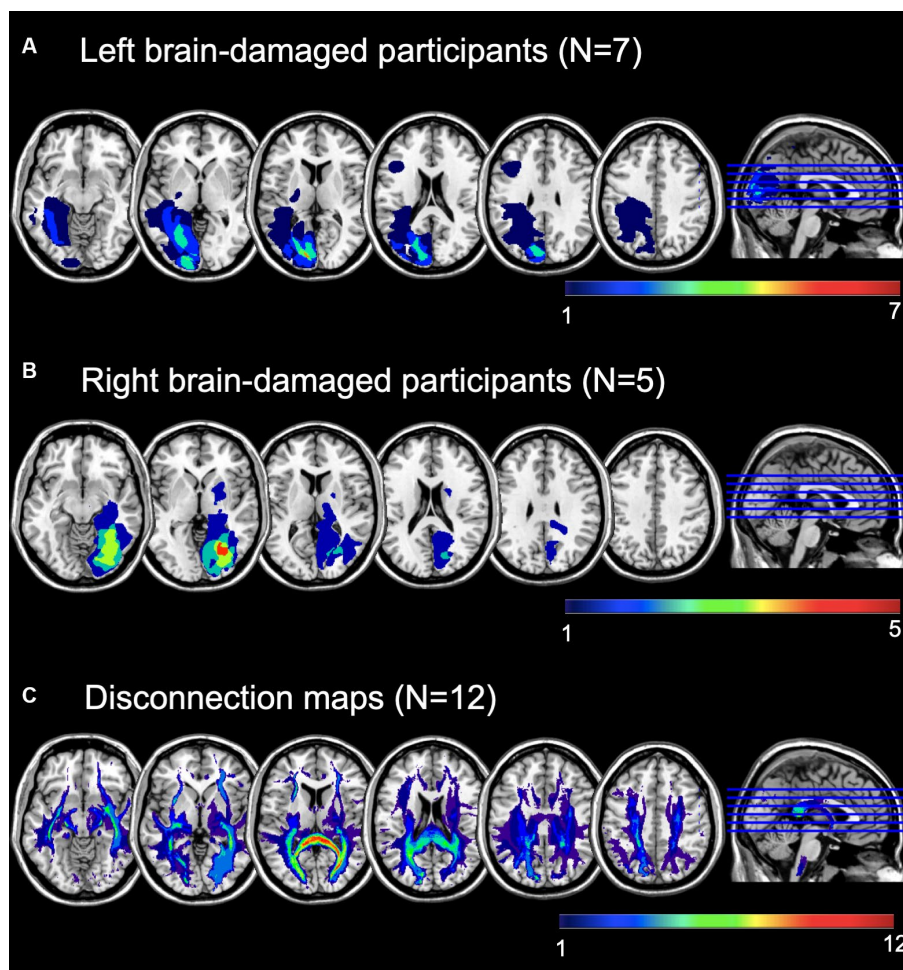 A Left brain-damaged participants (N=7)
1 7
B Right brain-damaged participants (N=5)
1 5
C Disconnection maps (N=12)
1 12